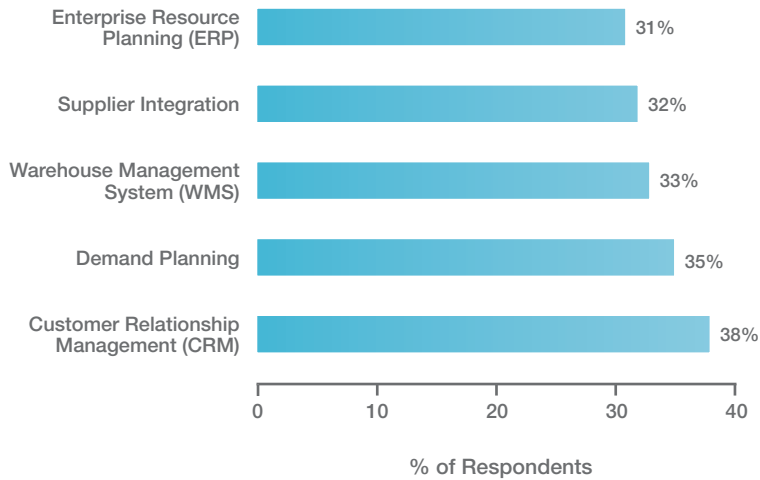 Enterprise Resource
Planning (ERP)
31%
Supplier Integration
32%
Warehouse Management
System (WMS)
33%
Demand Planning
35%
Customer Relationship
Management (CRM)
38%
0 10 20 30 40
% of Respondents